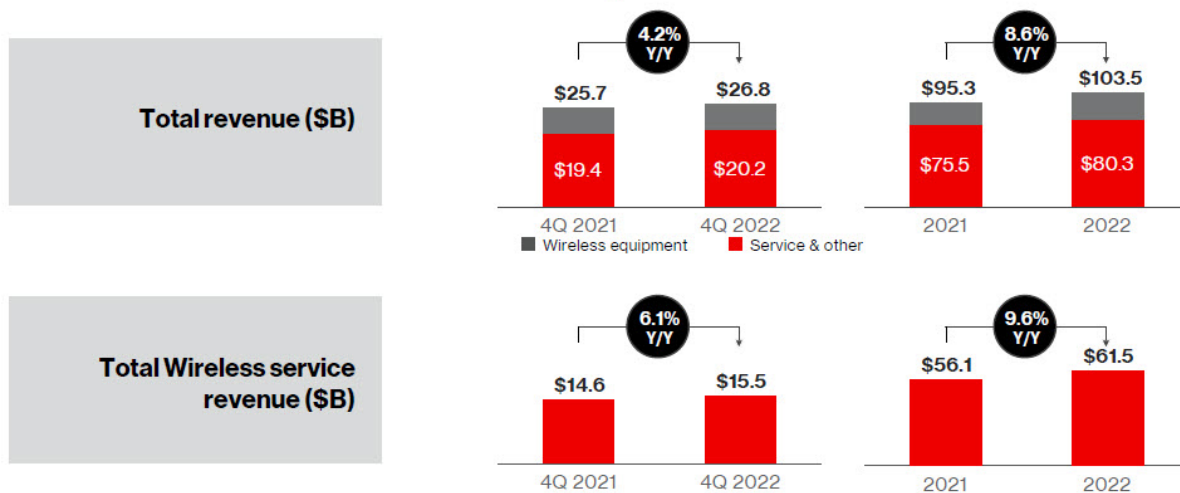 Total revenue ($B)
4.2%
Y/Y
$25.7
$26.8
$19.4
$20.2
4Q 2021
4Q 2022
8.6%
Y/Y
$95.3
$103.5
$75.5
$80.3
2021
2022
Wireless equipment
Service & other
Total Wireless service
revenue ($B)
6.1%
Y/Y
$14.6
$15.5
4Q 2021
4Q 2022
9.6%
Y/Y
$56.1
$61.5
2021
2022